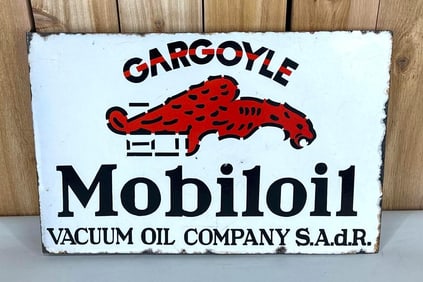 GARGOYLE
Mobiloil
VACUUM OIL COMPANY S.A.d.R.